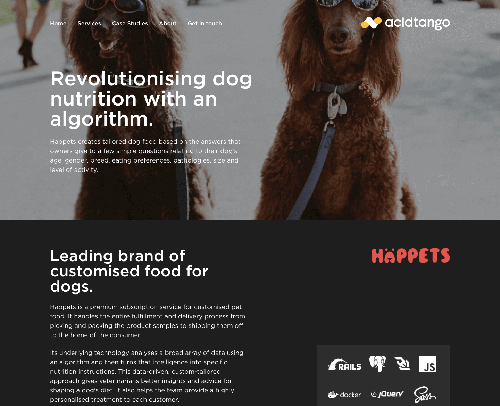 Home Services Case Studies About Get in touch
acidtango
Revolutionising dog
nutrition with an
algorithm.
Happets creates tailored dog food based on the answers that
owners give to a few simple questions relating to their dog's
age, gender, breed, eating preferences, pathologies, size and
level of activity.
Leading brand of
customised food for
dogs.
HAPPETS
Happets is a premium subscription service for customised pet
food. It handles the entire fulfillment and delivery process from
picking and packing the product samples to shipping them off
to the home of the consumer.
Its underlying technology analyses a broad array of data using
an algorithm and then turns that intelligence into specific
nutrition instructions. This data-driven, custom-tailored
approach gives veterinarians better insights and advice for
shaping a dog's diet. It also helps the team provide a highly
personalised treatment to each customer.
RAILS
JS
docker
jQuery
Sass